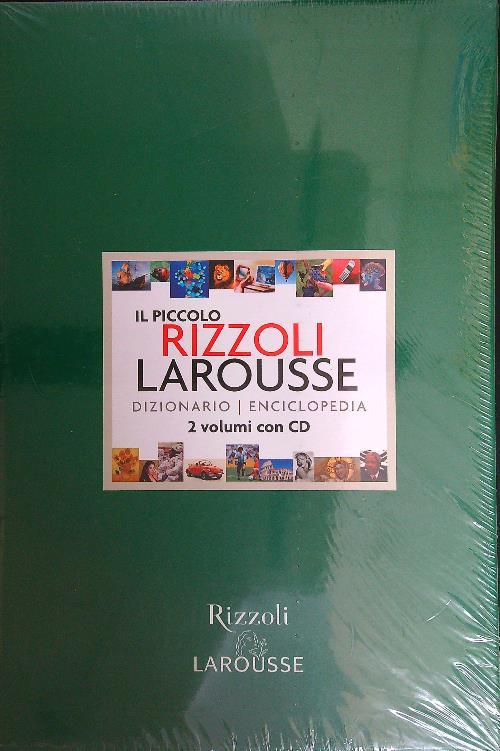 IL PICCOLO
RIZZOLI
LAROUSSE
DIZIONARIO | ENCICLOPEDIA
2 volumi con CD
Rizzoli
LAROUSSE